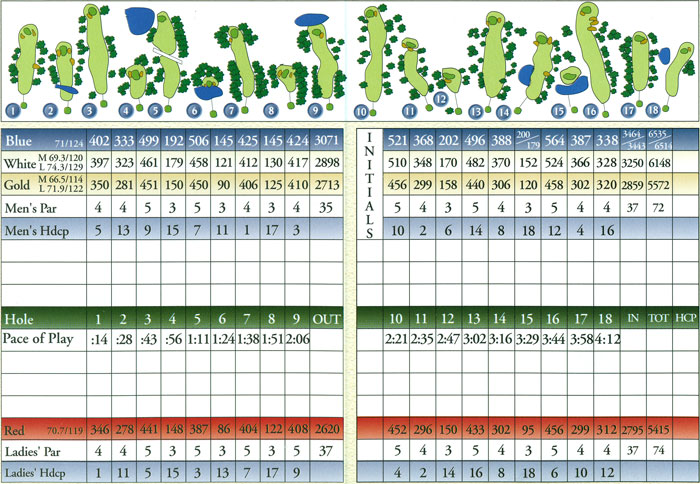 1 2 3 4 5 6 7 8 9 10 11 12 13 14 15 16 17 18
Blue 71/124 402 333 499 192 506 145 425 145 424 3071 INITIALS 521 368 202 496 388 200/179 564 387 338 3464/3443 6535/6514
White M 69.3/120 L 74.3/129 397 323 461 179 458 121 412 130 417 2898 510 348 170 482 370 152 524 366 328 3250 6148
Gold M 66.5/114 L 71.9/122 350 281 451 150 450 90 406 125 410 2713 456 299 158 440 306 120 458 302 320 2859 5572
Men's Par 4 4 5 3 5 3 4 3 4 35 5 4 3 5 4 3 5 4 4 37 72
Men's Hdcp 5 13 9 15 7 11 1 17 3 10 2 6 14 8 18 12 4 16
Hole 1 2 3 4 5 6 7 8 9 OUT 10 11 12 13 14 15 16 17 18 IN TOT HCP
Pace of Play :14 :28 :43 :56 1:11 1:24 1:38 1:51 2:06 2:21 2:35 2:47 3:02 3:16 3:29 3:44 3:58 4:12
Red 70.7/119 346 278 441 148 387 86 404 122 408 2620 452 296 150 433 302 95 456 299 312 2795 5415
Ladies' Par 4 4 5 3 5 3 5 3 5 37 5 4 3 5 4 3 5 4 4 37 74
Ladies' Hdcp 1 11 5 15 3 13 7 17 9 4 2 14 16 8 18 6 10 12